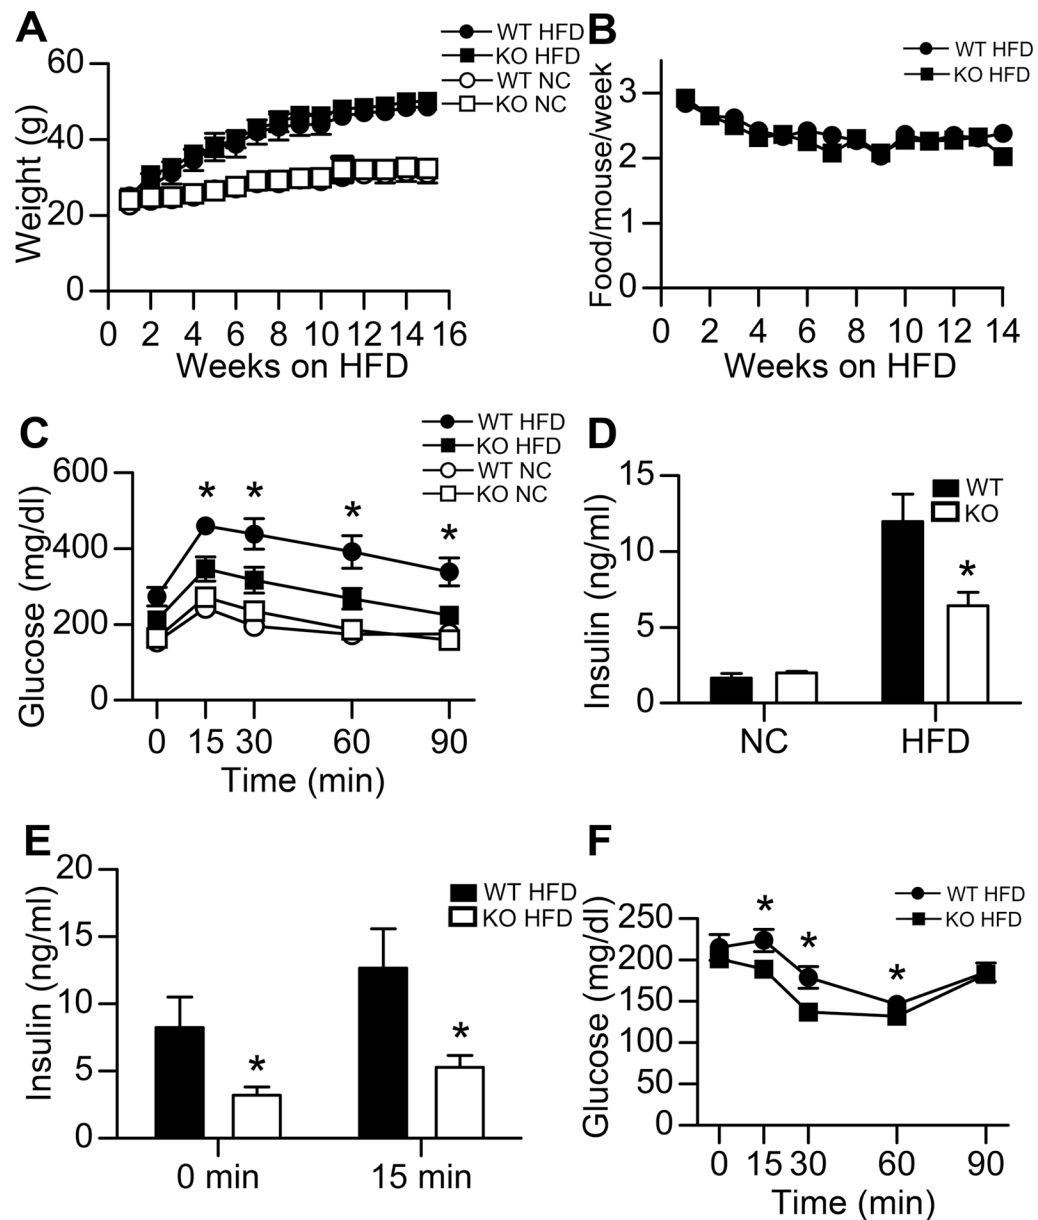 A
WT HFD
KO HFD
WT NC
KO NC
Weight (g)
60
40
20
0
0 2 4 6 8 10 12 14 16
Weeks on HFD
B
WT HFD
KO HFD
Food/mouse/week
3
2
1
0
0 2 4 6 8 10 12 14
Weeks on HFD
C
WT HFD
KO HFD
WT NC
KO NC
Glucose (mg/dl)
600
400
200
0
* * * *
0 15 30 60 90
Time (min)
D
WT
KO
Insulin (ng/ml)
15
10
5
0
*
NC HFD
E
WT HFD
KO HFD
Insulin (ng/ml)
20
15
10
5
0
* *
0 min 15 min
F
WT HFD
KO HFD
Glucose (mg/dl)
250
200
150
100
50
0
* * *
0 15 30 60 90
Time (min)